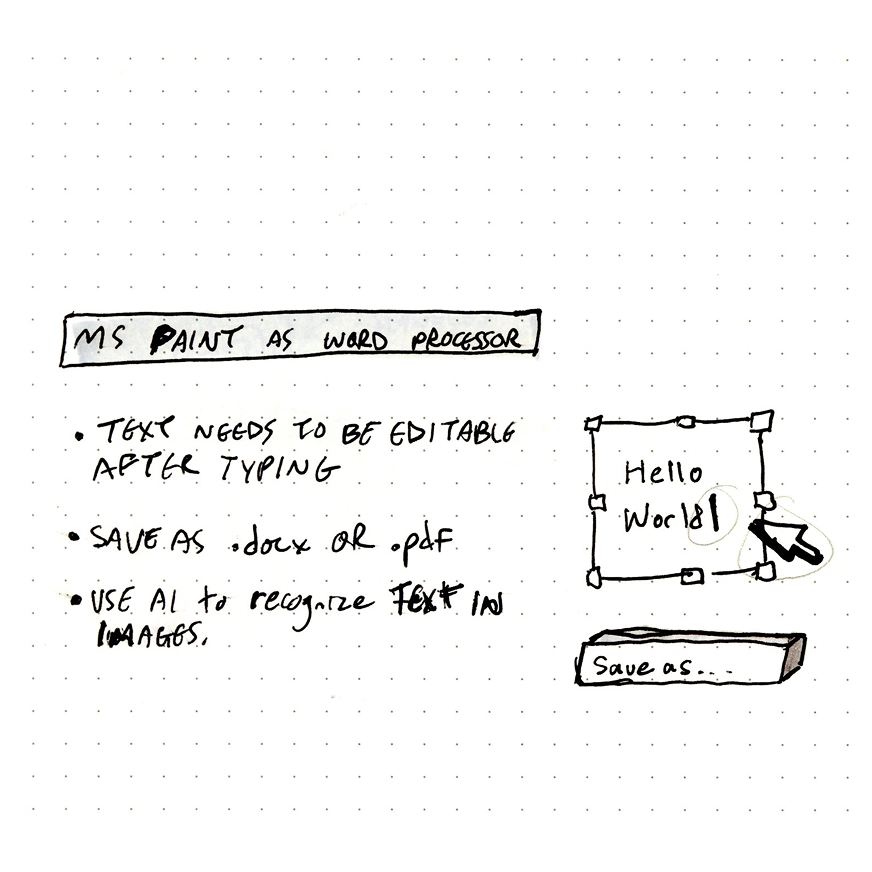 MS PAINT AS WORD PROCESSOR
• TEXT NEEDS TO BE EDITABLE
AFTER TYPING
• SAVE AS .docx OR .pdf
• USE AI to recognize TEXT IN
IMAGES.
Hello
World
Save as...